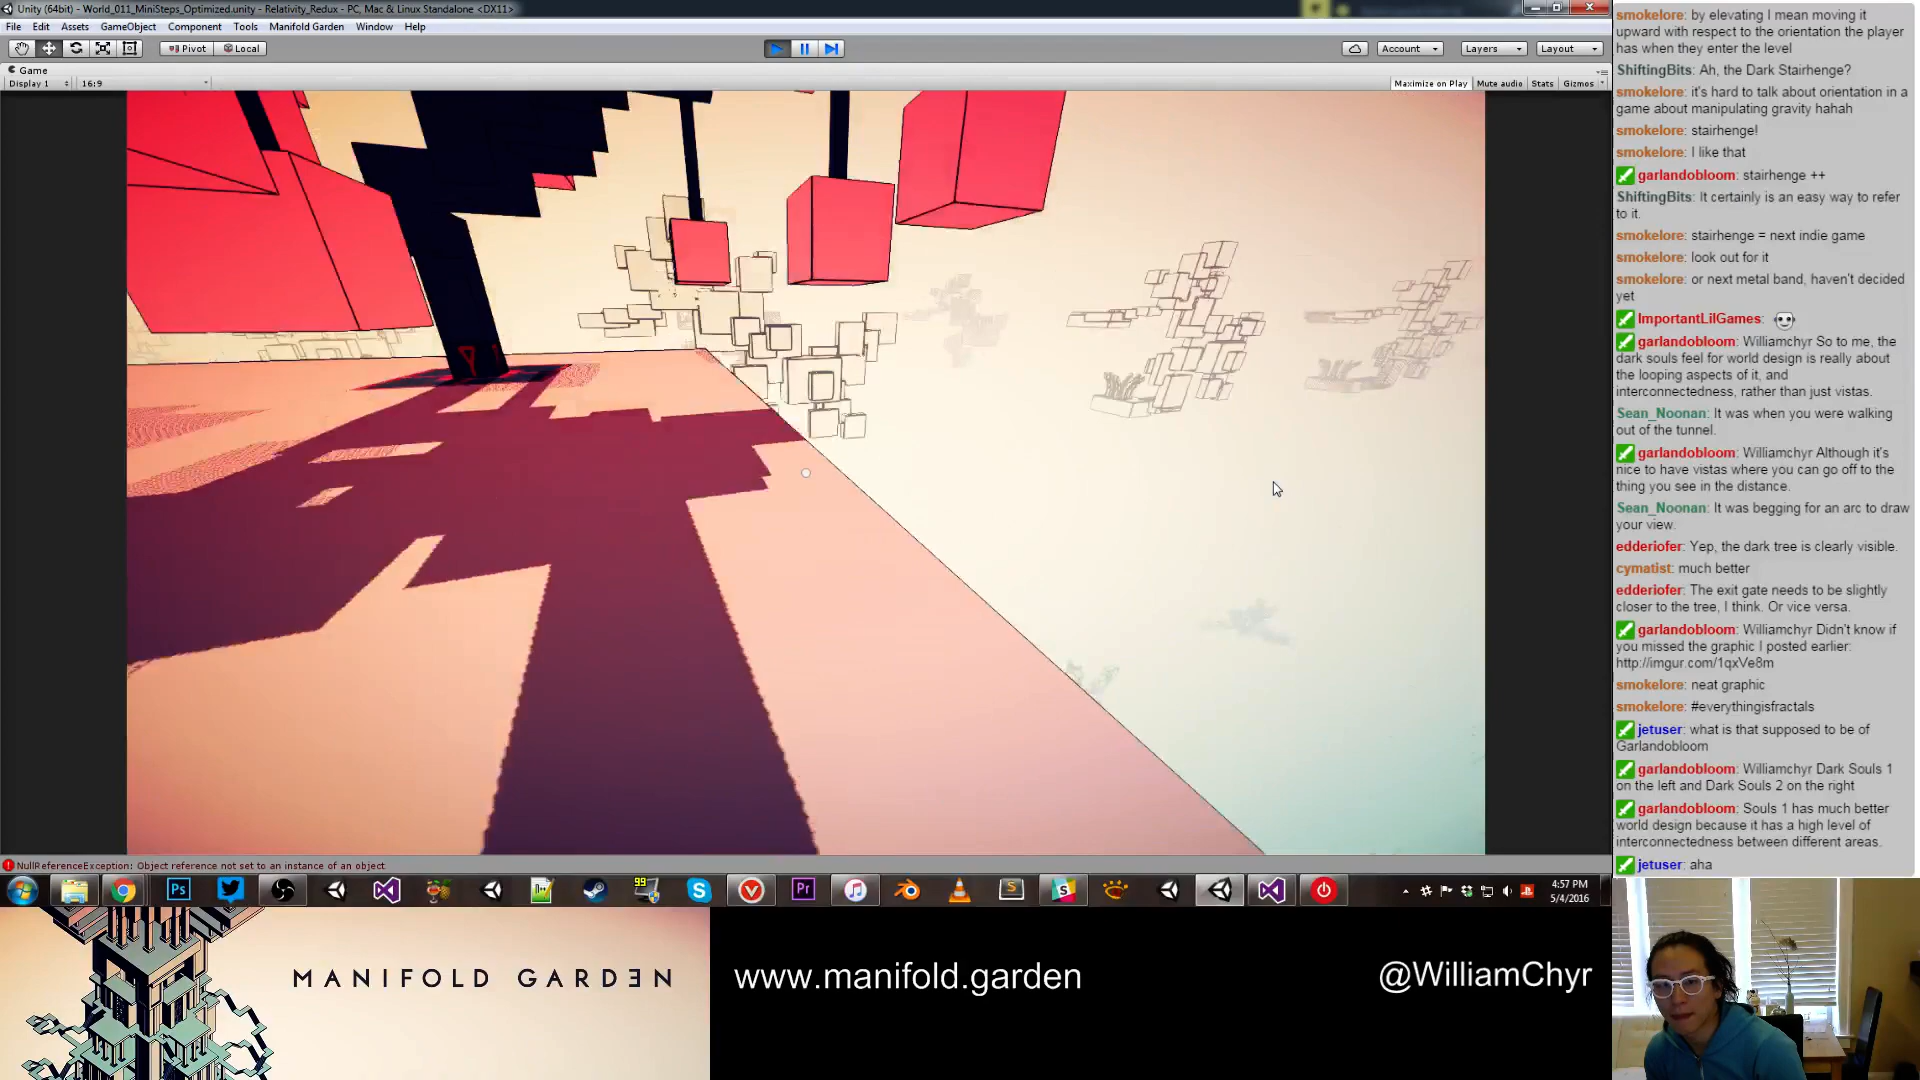 Unity (64bit) - World_011_MiniSteps_Optimized.unity - Relativity_Redux - PC, Mac & Linux Standalone <DX11>
File Edit Assets GameObject Component Tools Manifold Garden Window Help
Pivot Local Account Layers Layout
Game
Display 1 16:9 Maximize on Play Mute audio Stats Gizmos
NullReferenceException: Object reference not set to an instance of an object
4:57 PM
5/4/2016
99
Ps
Pr
S
MANIFOLD GARDƎN
www.manifold.garden
@WilliamChyr
smokelore: by elevating I mean moving it
upward with respect to the orientation the player
has when they enter the level
ShiftingBits: Ah, the Dark Stairhenge?
smokelore: it's hard to talk about orientation in a
game about manipulating gravity hahah
smokelore: stairhenge!
smokelore: I like that
garlandobloom: stairhenge ++
ShiftingBits: It certainly is an easy way to refer
to it.
smokelore: stairhenge = next indie game
smokelore: look out for it
smokelore: or next metal band, haven't decided
yet
ImportantLilGames:
garlandobloom: Williamchyr So to me, the
dark souls feel for world design is really about
the looping aspects of it, and
interconnectedness, rather than just vistas.
Sean_Noonan: It was when you were walking
out of the tunnel.
garlandobloom: Williamchyr Although it's
nice to have vistas where you can go off to the
thing you see in the distance.
Sean_Noonan: It was begging for an arc to draw
your view.
edderiofer: Yep, the dark tree is clearly visible.
cymatist: much better
edderiofer: The exit gate needs to be slightly
closer to the tree, I think. Or vice versa.
garlandobloom: Williamchyr Didn't know if
you missed the graphic I posted earlier:
http://imgur.com/1qxVe8m
smokelore: neat graphic
smokelore: #everythingisfractals
jetuser: what is that supposed to be of
Garlandobloom
garlandobloom: Williamchyr Dark Souls 1
on the left and Dark Souls 2 on the right
garlandobloom: Souls 1 has much better
world design because it has a high level of
interconnectedness between different areas.
jetuser: aha